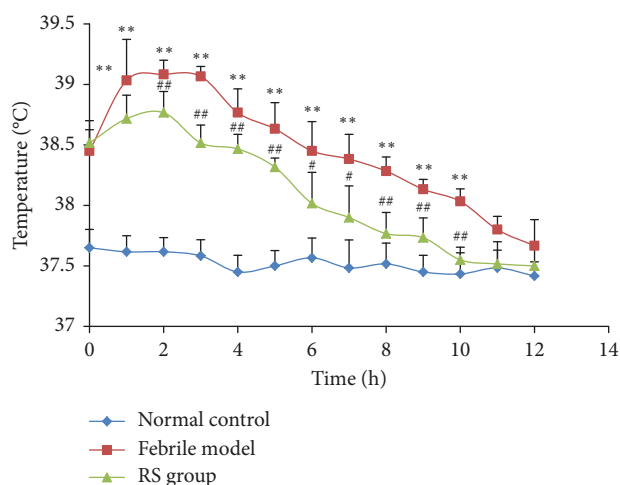 39.5
39
38.5
38
37.5
37
Temperature (°C)
** ** ** ** ** ** ** ** ** ** ** **
## ## ## ## # # ## ## ##
0 2 4 6 8 10 12 14
Time (h)
Normal control
Febrile model
RS group